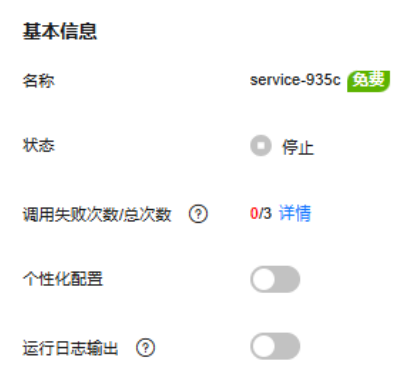 基本信息
名称 service-935c 免费
状态 停止
调用失败次数/总次数 ? 0/3 详情
个性化配置
运行日志输出 ?